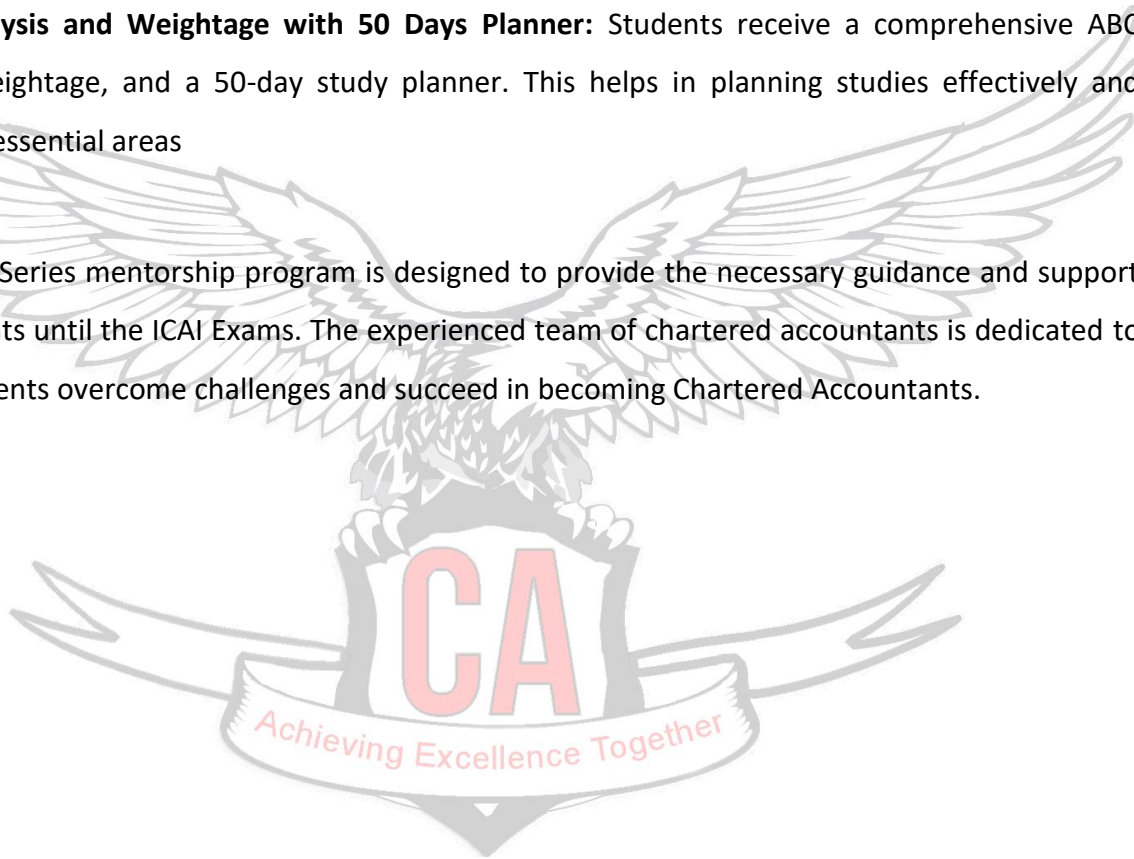 ysis and Weightage with 50 Days Planner: Students receive a comprehensive ABC
eightage, and a 50-day study planner. This helps in planning studies effectively and
essential areas
Series mentorship program is designed to provide the necessary guidance and support
ts until the ICAI Exams. The experienced team of chartered accountants is dedicated to
ents overcome challenges and succeed in becoming Chartered Accountants.
CA
Achieving Excellence Together